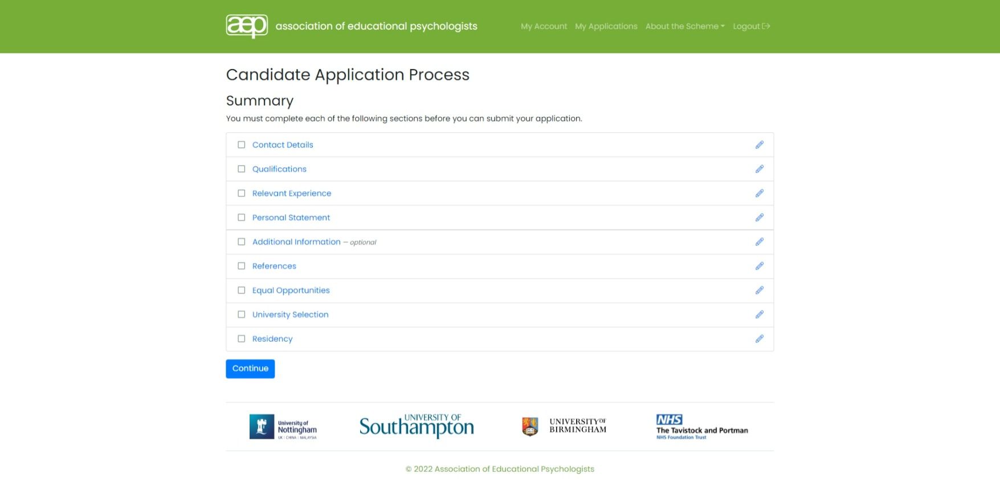 aep association of educational psychologists
My Account My Applications About the Scheme Logout
Candidate Application Process
Summary
You must complete each of the following sections before you can submit your application.
Contact Details
Qualifications
Relevant Experience
Personal Statement
Additional Information — optional
References
Equal Opportunities
University Selection
Residency
Continue
University of
Nottingham
UK | CHINA | MALAYSIA
UNIVERSITY OF
Southampton
UNIVERSITY OF
BIRMINGHAM
NHS
The Tavistock and Portman
NHS Foundation Trust
© 2022 Association of Educational Psychologists